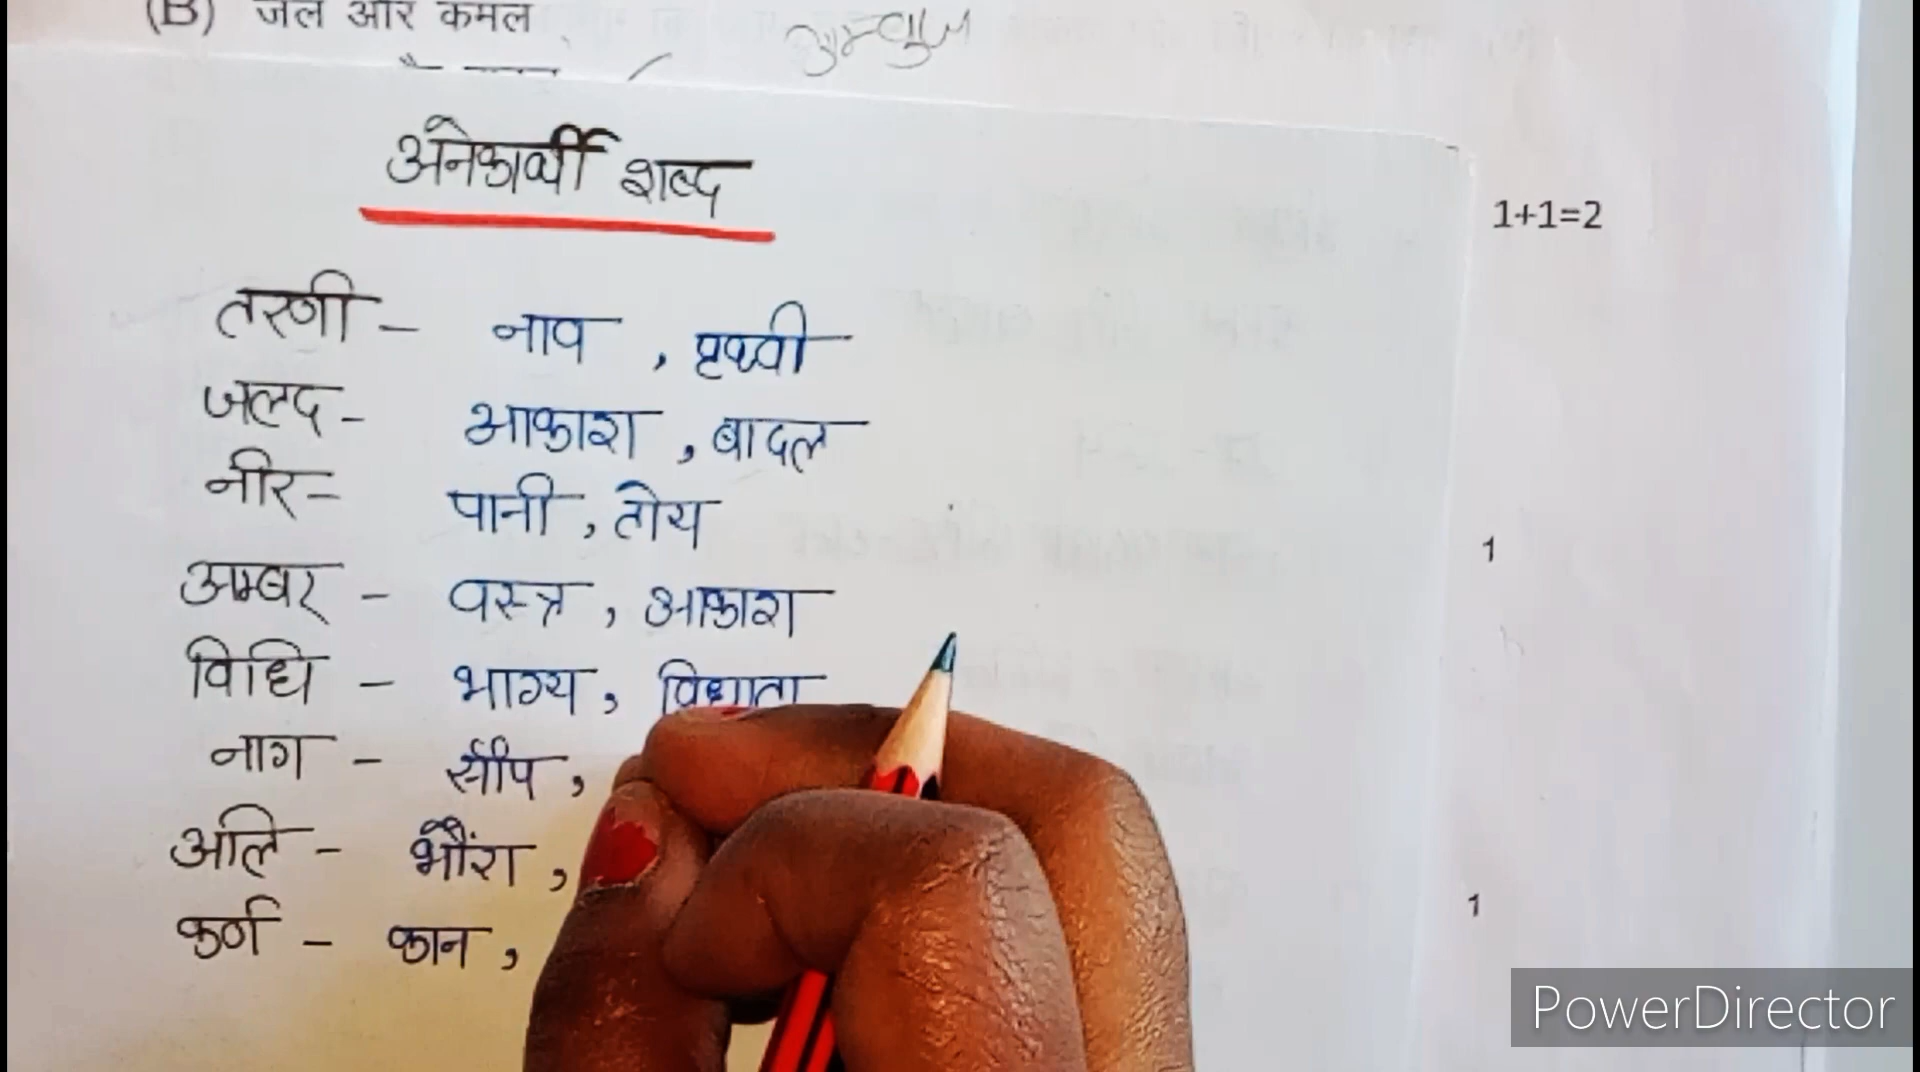 (B) जल और कमल
अनेकार्थी शब्द
1+1=2
तरणी - नाव , पृथ्वी
जलद - आकाश , बादल
नीर - पानी , तोय
1
अम्बर - वस्त्र , आकाश
विधि - भाग्य , विधाता
नाग - साँप ,
अलि - भौंरा ,
1
कर्ण - कान ,
PowerDirector